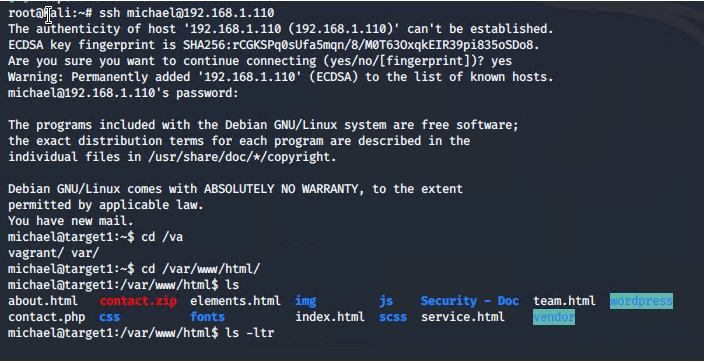 root@kali:~# ssh michael@192.168.1.110
The authenticity of host '192.168.1.110 (192.168.1.110)' can't be established.
ECDSA key fingerprint is SHA256:rCGKSPq0sUfa5mqn/8/M0T63OxqkEIR39pi835oSDo8.
Are you sure you want to continue connecting (yes/no/[fingerprint])? yes
Warning: Permanently added '192.168.1.110' (ECDSA) to the list of known hosts.
michael@192.168.1.110's password:
The programs included with the Debian GNU/Linux system are free software;
the exact distribution terms for each program are described in the
individual files in /usr/share/doc/*/copyright.
Debian GNU/Linux comes with ABSOLUTELY NO WARRANTY, to the extent
permitted by applicable law.
You have new mail.
michael@target1:~$ cd /va
vagrant/ var/
michael@target1:~$ cd /var/www/html/
michael@target1:/var/www/html$ ls
about.html contact.zip elements.html img js Security - Doc team.html wordpress
contact.php css fonts index.html scss service.html vendor
michael@target1:/var/www/html$ ls -ltr